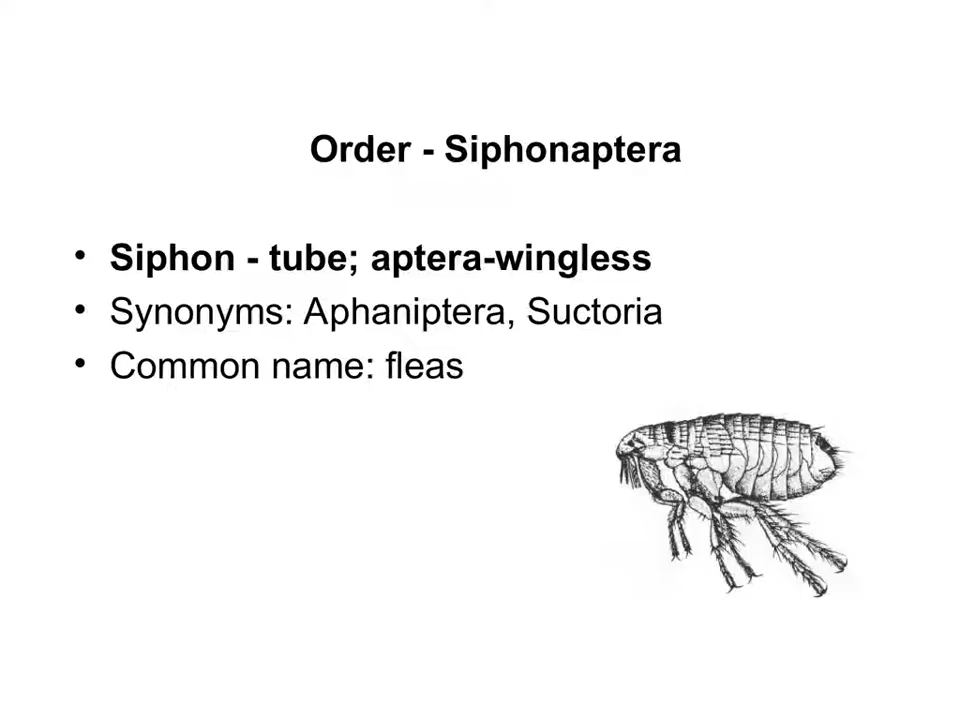 Order - Siphonaptera
• Siphon - tube; aptera-wingless
• Synonyms: Aphaniptera, Suctoria
• Common name: fleas